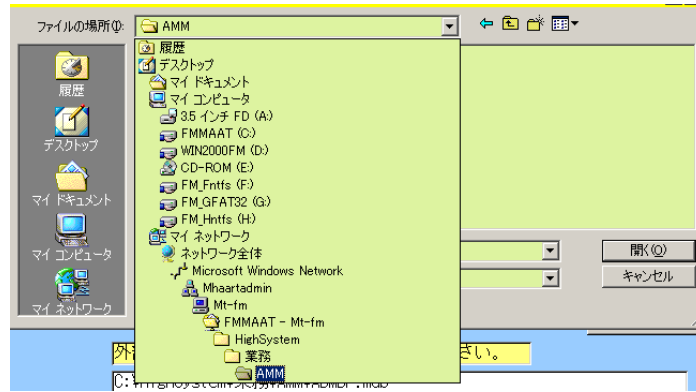 ファイルの場所(I):
AMM
履歴
デスクトップ
マイ ドキュメント
マイ コンピュータ
3.5 インチ FD (A:)
FMMAAT (C:)
WIN2000FM (D:)
CD-ROM (E:)
FM_Fntfs (F:)
FM_GFAT32 (G:)
FM_Hntfs (H:)
マイ ネットワーク
ネットワーク全体
Microsoft Windows Network
Mhaartadmin
Mt-fm
FMMAAT - Mt-fm
HighSystem
業務
AMM
履歴
デスクトップ
マイ ドキュメント
マイ コンピュータ
マイ ネットワーク
開く(O)
キャンセル
外
さい。